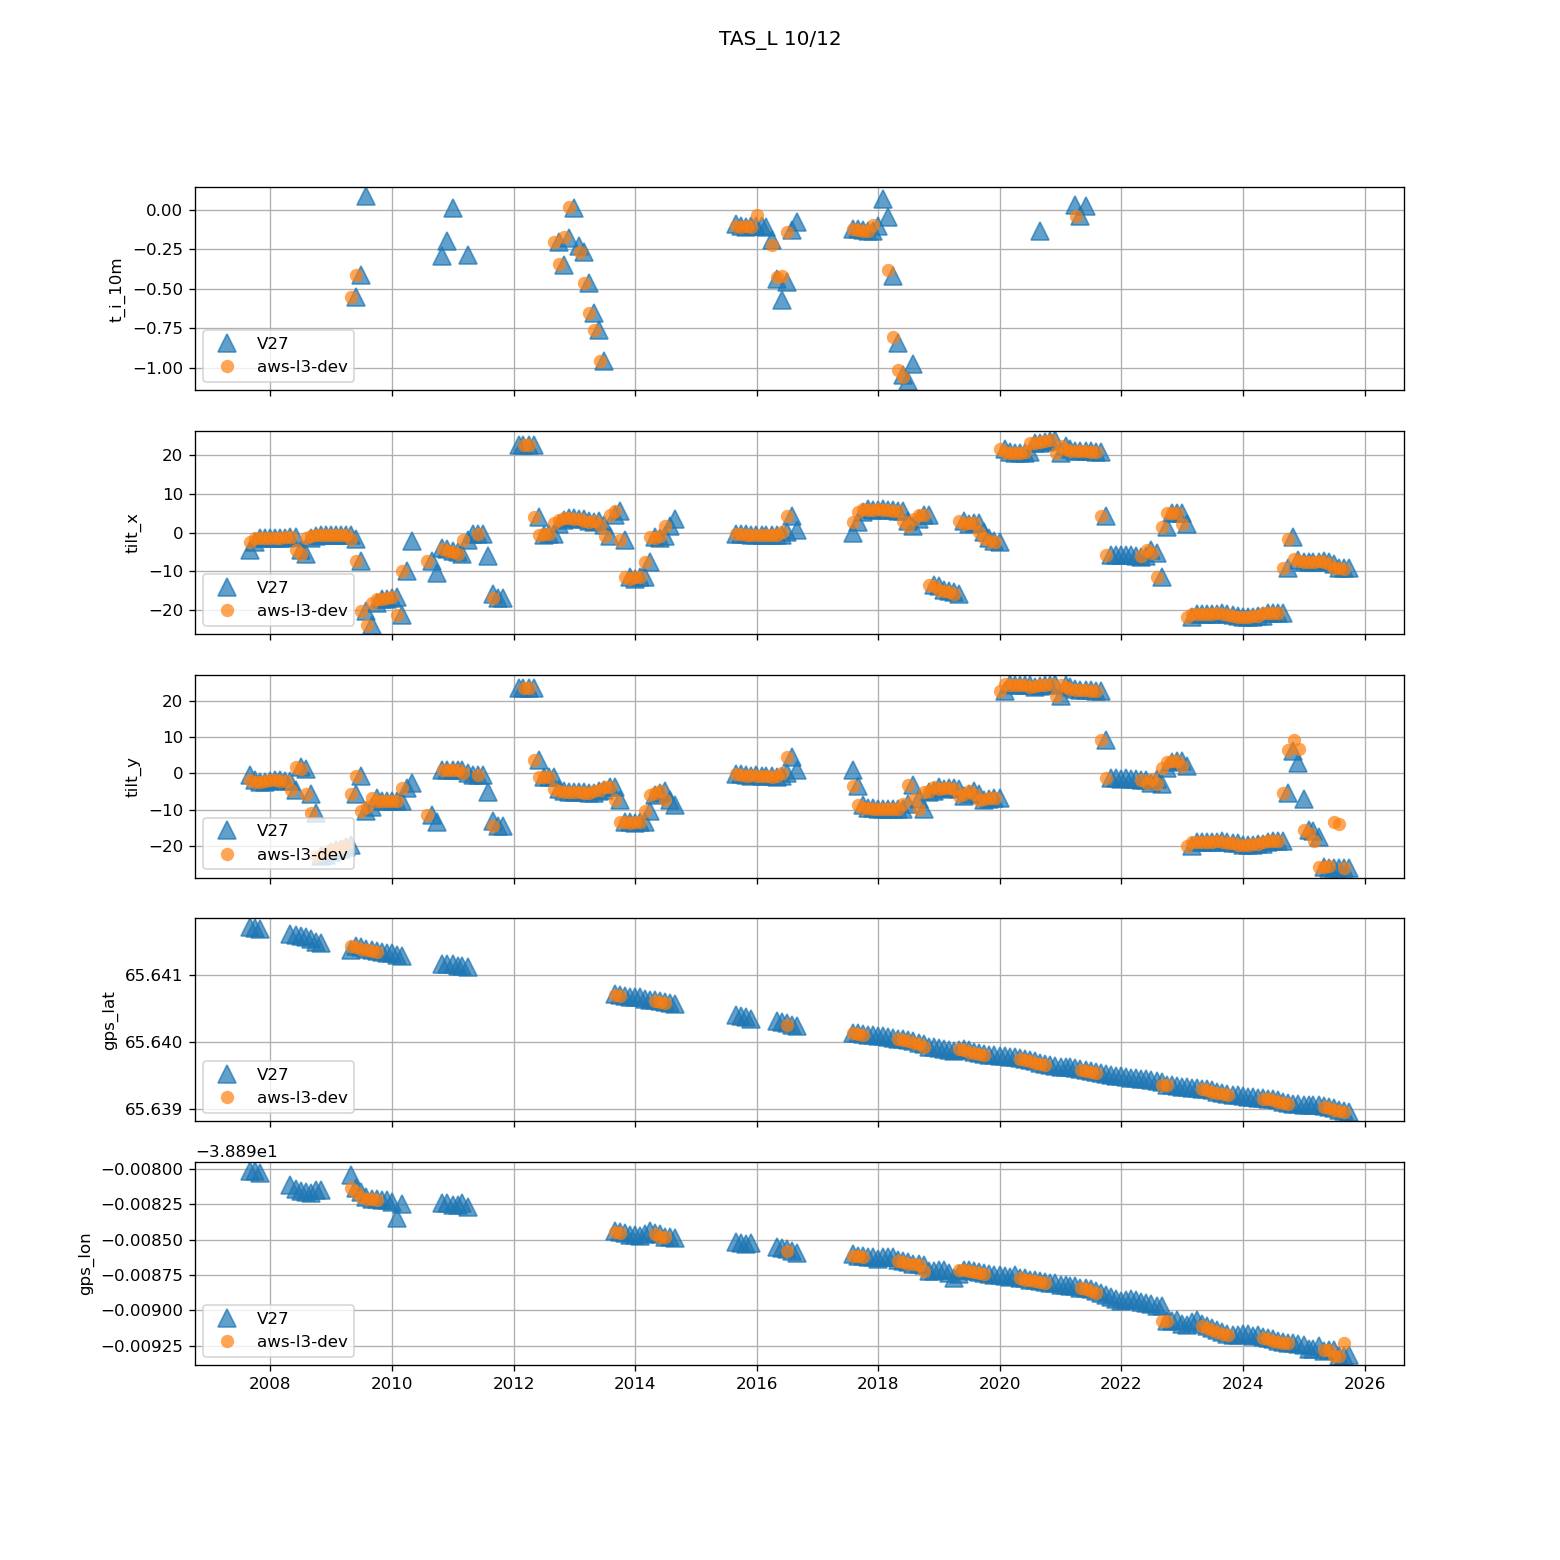 TAS_L 10/12
0.00
−0.25
−0.50
−0.75
−1.00
t_i_10m
V27
aws-l3-dev
20
10
0
−10
−20
tilt_x
V27
aws-l3-dev
20
10
0
−10
−20
tilt_y
V27
aws-l3-dev
65.641
65.640
65.639
gps_lat
V27
aws-l3-dev
−3.889e1
−0.00800
−0.00825
−0.00850
−0.00875
−0.00900
−0.00925
gps_lon
V27
aws-l3-dev
2008 2010 2012 2014 2016 2018 2020 2022 2024 2026